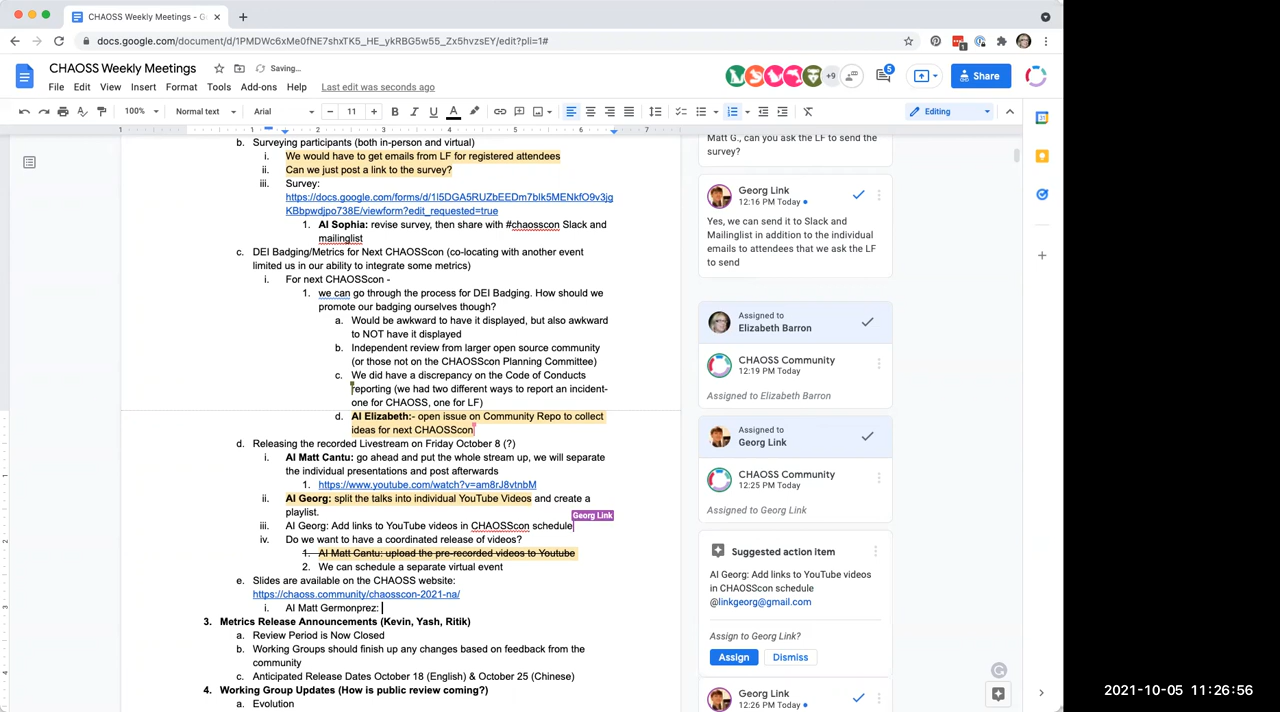 CHAOSS Weekly Meetings - G
docs.google.com/document/d/1PMDWc6xMe0fNE7shxTK5_HE_ykRBG5w55_Zx5hvzsEY/edit?pli=1#
CHAOSS Weekly Meetings
Saving...
File Edit View Insert Format Tools Add-ons Help
Last edit was seconds ago
+9
5
Share
100%
Normal text
Arial
11
Editing
1 1 2 3 4 5 6 7
b. Surveying participants (both in-person and virtual)
i. We would have to get emails from LF for registered attendees
ii. Can we just post a link to the survey?
iii. Survey:
https://docs.google.com/forms/d/1l5DGA5RUZbEEDm7bIk5MENkfO9v3jg
KBbpwdjpo738E/viewform?edit_requested=true
1. AI Sophia: revise survey, then share with #chaosscon Slack and
mailinglist
c. DEI Badging/Metrics for Next CHAOSScon (co-locating with another event
limited us in our ability to integrate some metrics)
i. For next CHAOSScon -
1. we can go through the process for DEI Badging. How should we
promote our badging ourselves though?
a. Would be awkward to have it displayed, but also awkward
to NOT have it displayed
b. Independent review from larger open source community
(or those not on the CHAOSScon Planning Committee)
c. We did have a discrepancy on the Code of Conducts
reporting (we had two different ways to report an incident-
one for CHAOSS, one for LF)
d. AI Elizabeth:- open issue on Community Repo to collect
ideas for next CHAOSScon
d. Releasing the recorded Livestream on Friday October 8 (?)
i. AI Matt Cantu: go ahead and put the whole stream up, we will separate
the individual presentations and post afterwards
1. https://www.youtube.com/watch?v=am8rJ8vtnbM
ii. AI Georg: split the talks into individual YouTube Videos and create a
playlist.
Georg Link
iii. AI Georg: Add links to YouTube videos in CHAOSScon schedule
iv. Do we want to have a coordinated release of videos?
1. AI Matt Cantu: upload the pre-recorded videos to Youtube
2. We can schedule a separate virtual event
e. Slides are available on the CHAOSS website:
https://chaoss.community/chaosscon-2021-na/
i. AI Matt Germonprez:
3. Metrics Release Announcements (Kevin, Yash, Ritik)
a. Review Period is Now Closed
b. Working Groups should finish up any changes based on feedback from the
community
c. Anticipated Release Dates October 18 (English) & October 25 (Chinese)
4. Working Group Updates (How is public review coming?)
a. Evolution
Matt G., can you ask the LF to send the
survey?
Georg Link
12:16 PM Today
Yes, we can send it to Slack and
Mailinglist in addition to the individual
emails to attendees that we ask the LF
to send
Assigned to
Elizabeth Barron
CHAOSS Community
12:19 PM Today
Assigned to Elizabeth Barron
Assigned to
Georg Link
CHAOSS Community
12:25 PM Today
Assigned to Georg Link
Suggested action item
AI Georg: Add links to YouTube videos
in CHAOSScon schedule
@linkgeorg@gmail.com
Assign to Georg Link?
Assign Dismiss
Georg Link
12:26 PM Today
2021-10-05 11:26:56